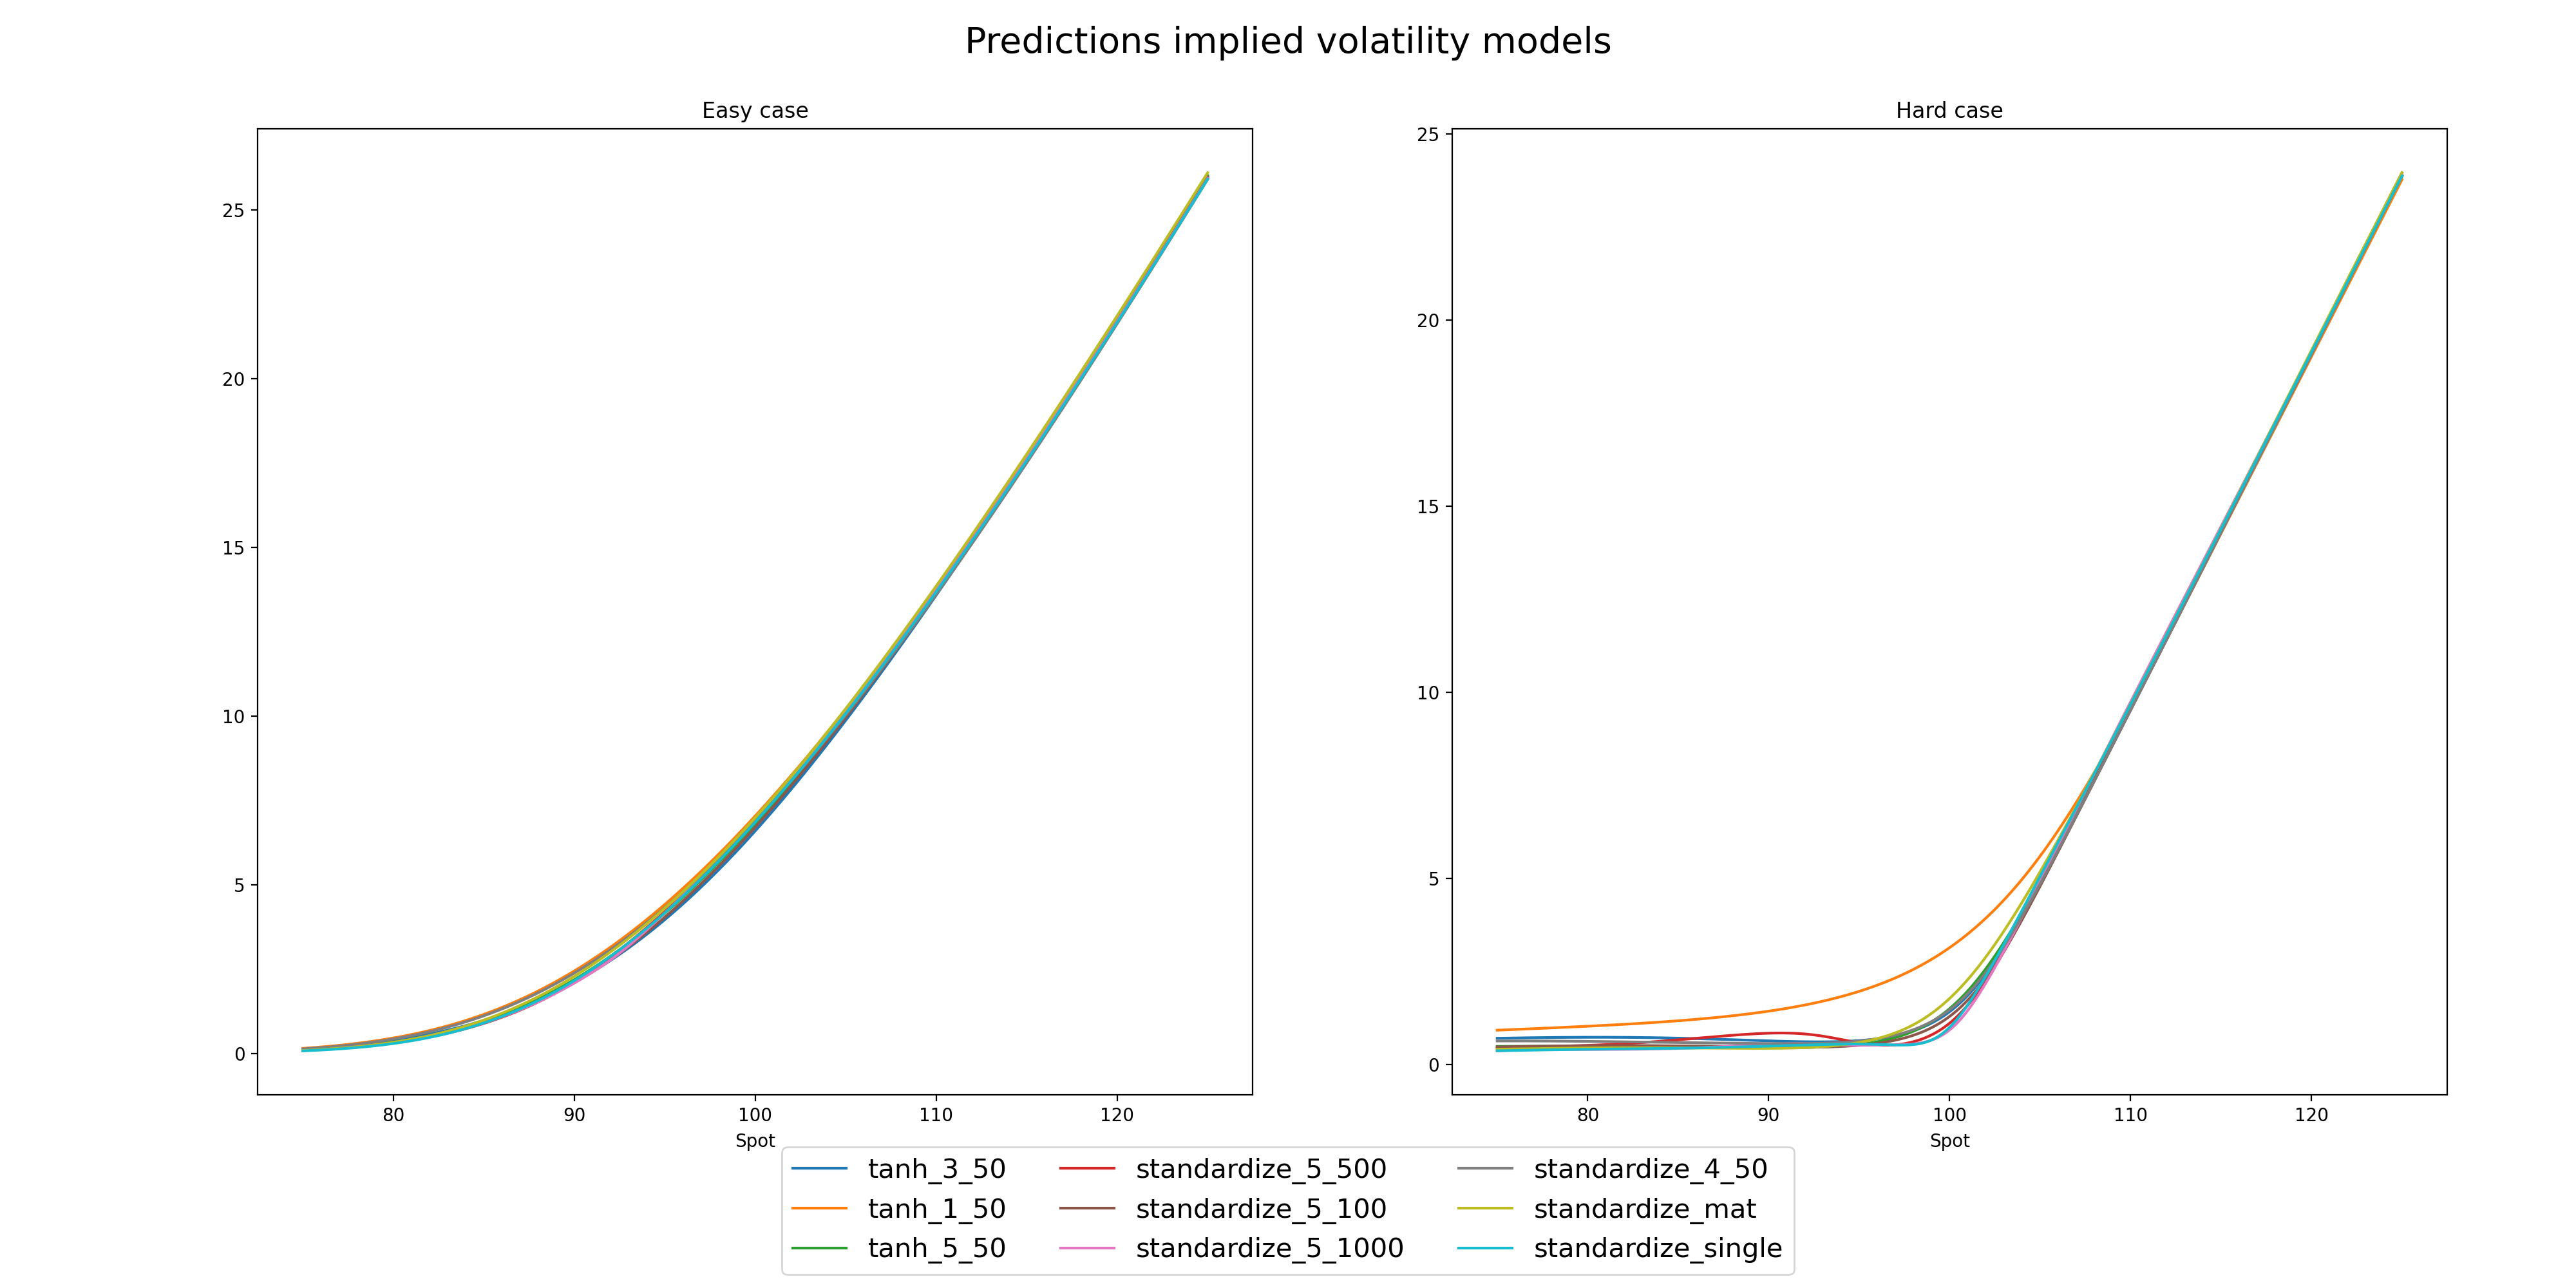 Predictions implied volatility models
Easy case
25
20
15
10
5
0
80 90 100 110 120
Spot
Hard case
25
20
15
10
5
0
80 90 100 110 120
Spot
tanh_3_50
tanh_1_50
tanh_5_50
standardize_5_500
standardize_5_100
standardize_5_1000
standardize_4_50
standardize_mat
standardize_single